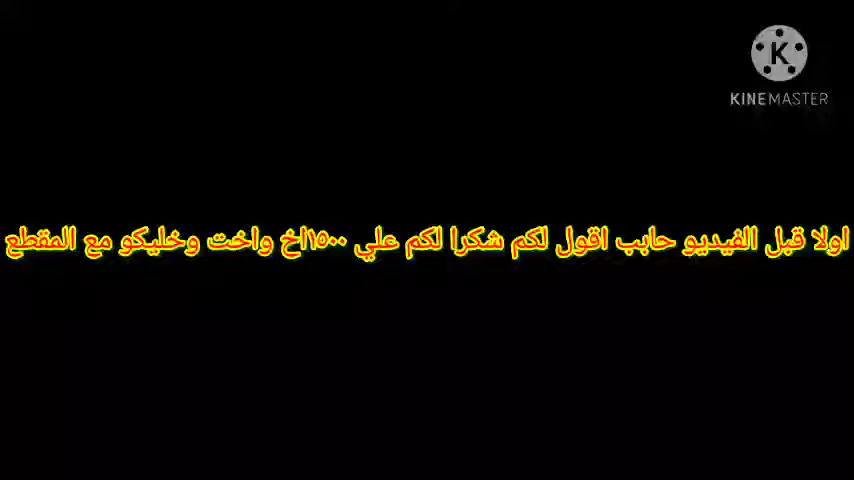 K
KINEMASTER
اولا قبل الفيديو حابب اقول لكم شكرا لكم علي ١٥٠٠اخ واخت وخليكو مع المقطع